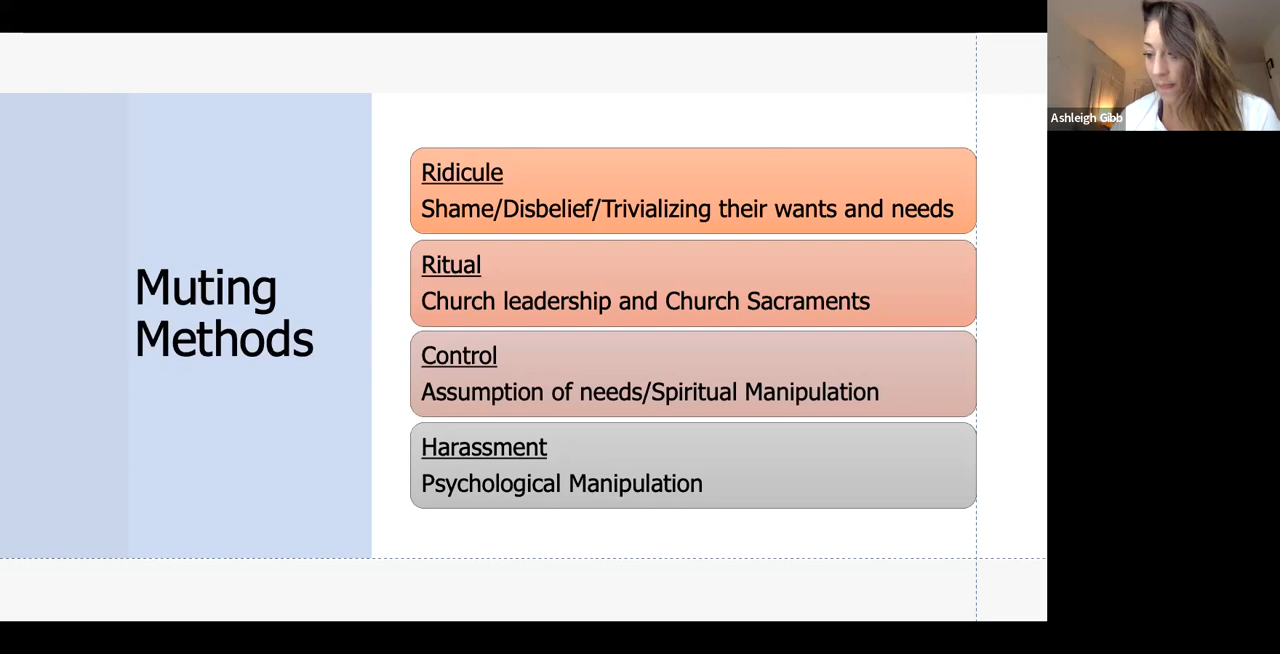 Muting
Methods
Ridicule
Shame/Disbelief/Trivializing their wants and needs
Ritual
Church leadership and Church Sacraments
Control
Assumption of needs/Spiritual Manipulation
Harassment
Psychological Manipulation
Ashleigh Gibb